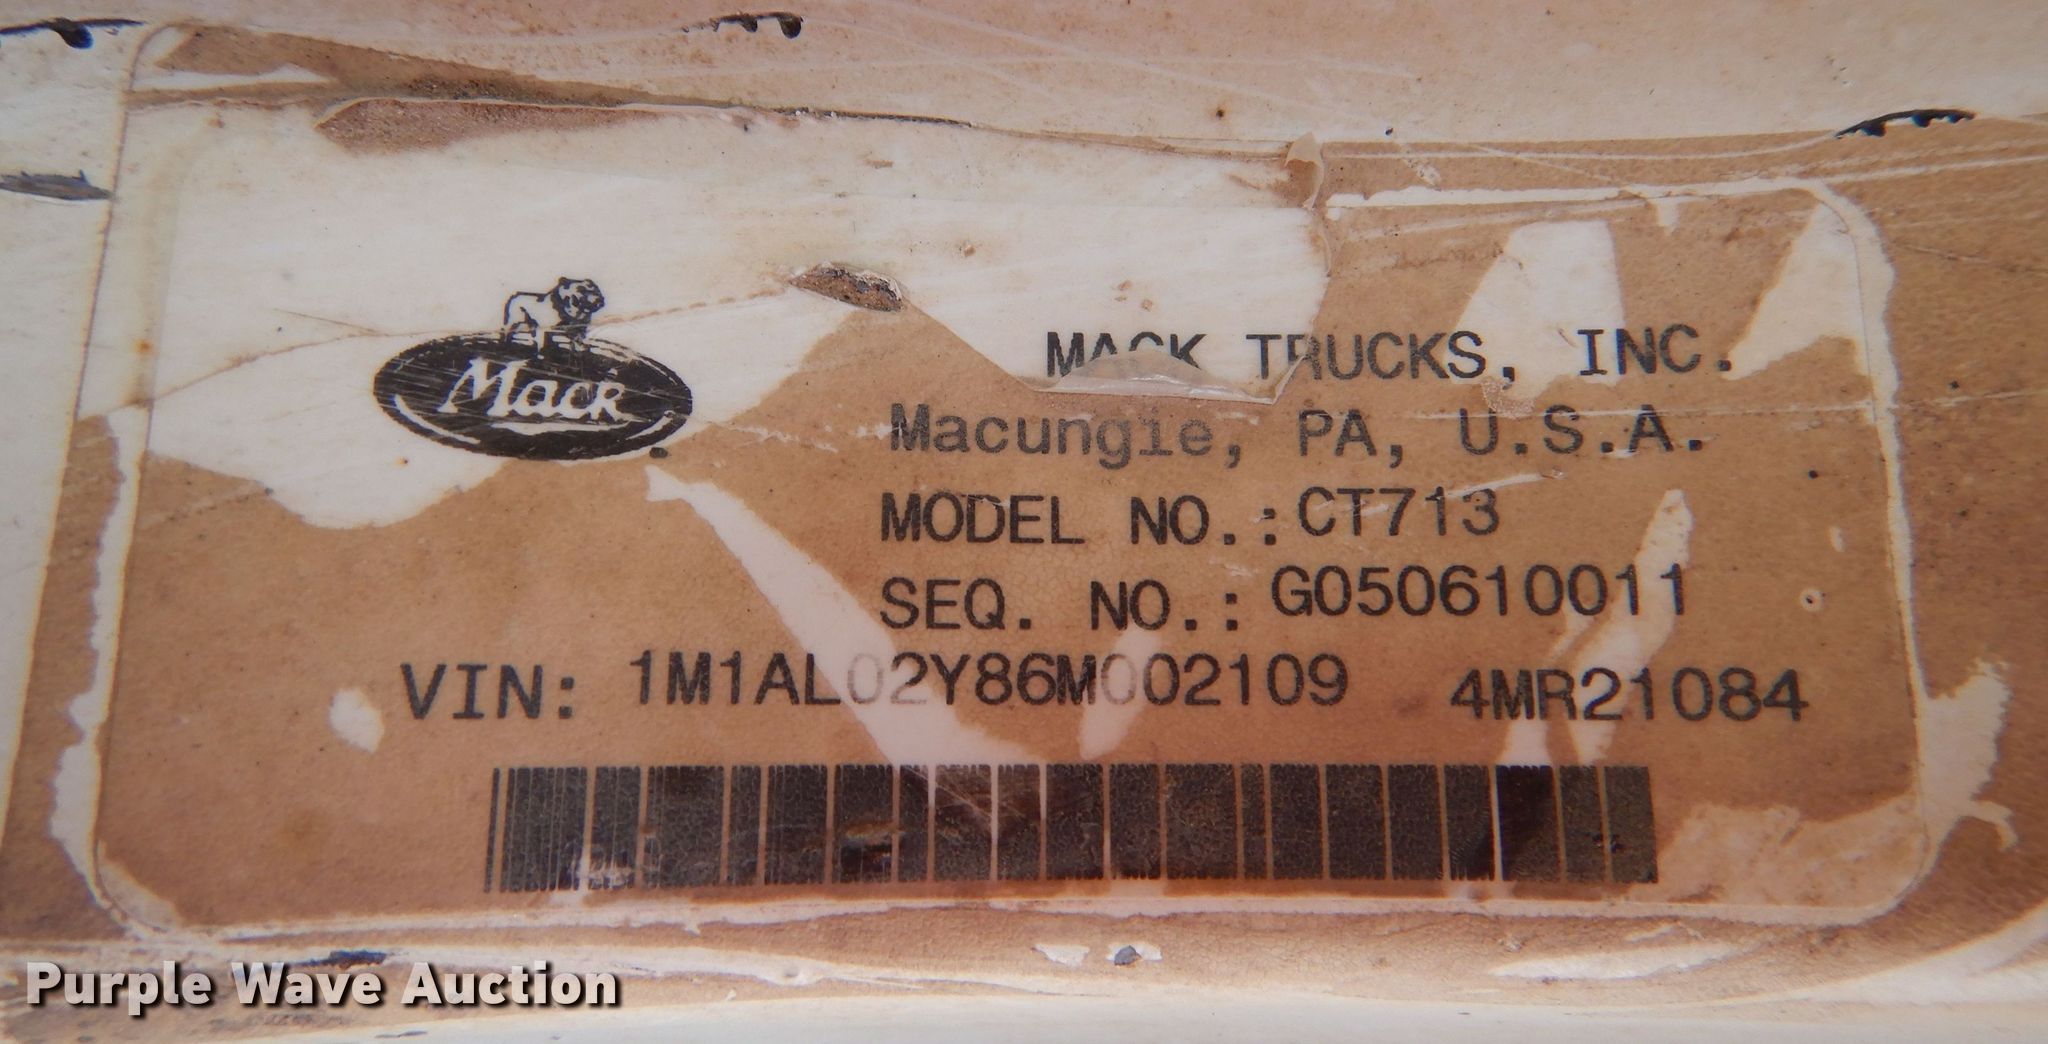 Mack
MACK TRUCKS, INC.
Macungie, PA, U.S.A.
MODEL NO.: CT713
SEQ. NO.: G050610011
VIN: 1M1AL02Y86M002109 4MR21084
Purple Wave Auction